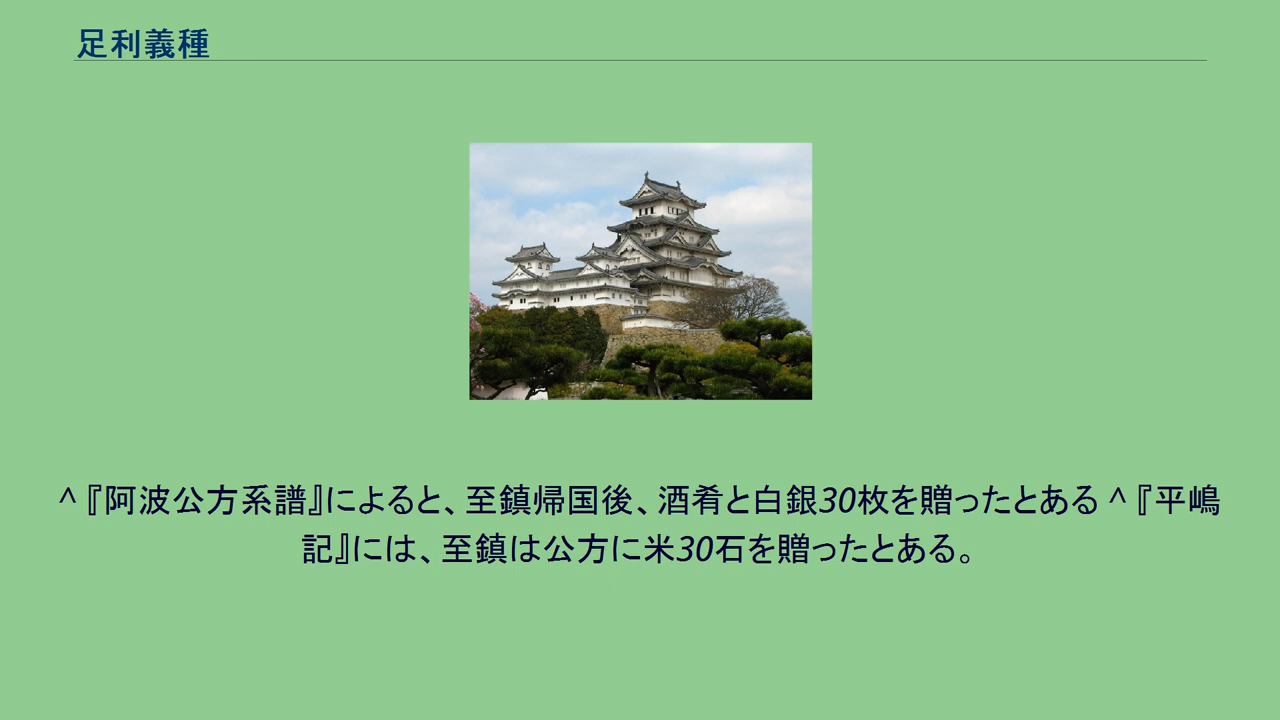 足利義種
^ 『阿波公方系譜』によると、至鎮帰国後、酒肴と白銀30枚を贈ったとある ^ 『平嶋
記』には、至鎮は公方に米30石を贈ったとある。